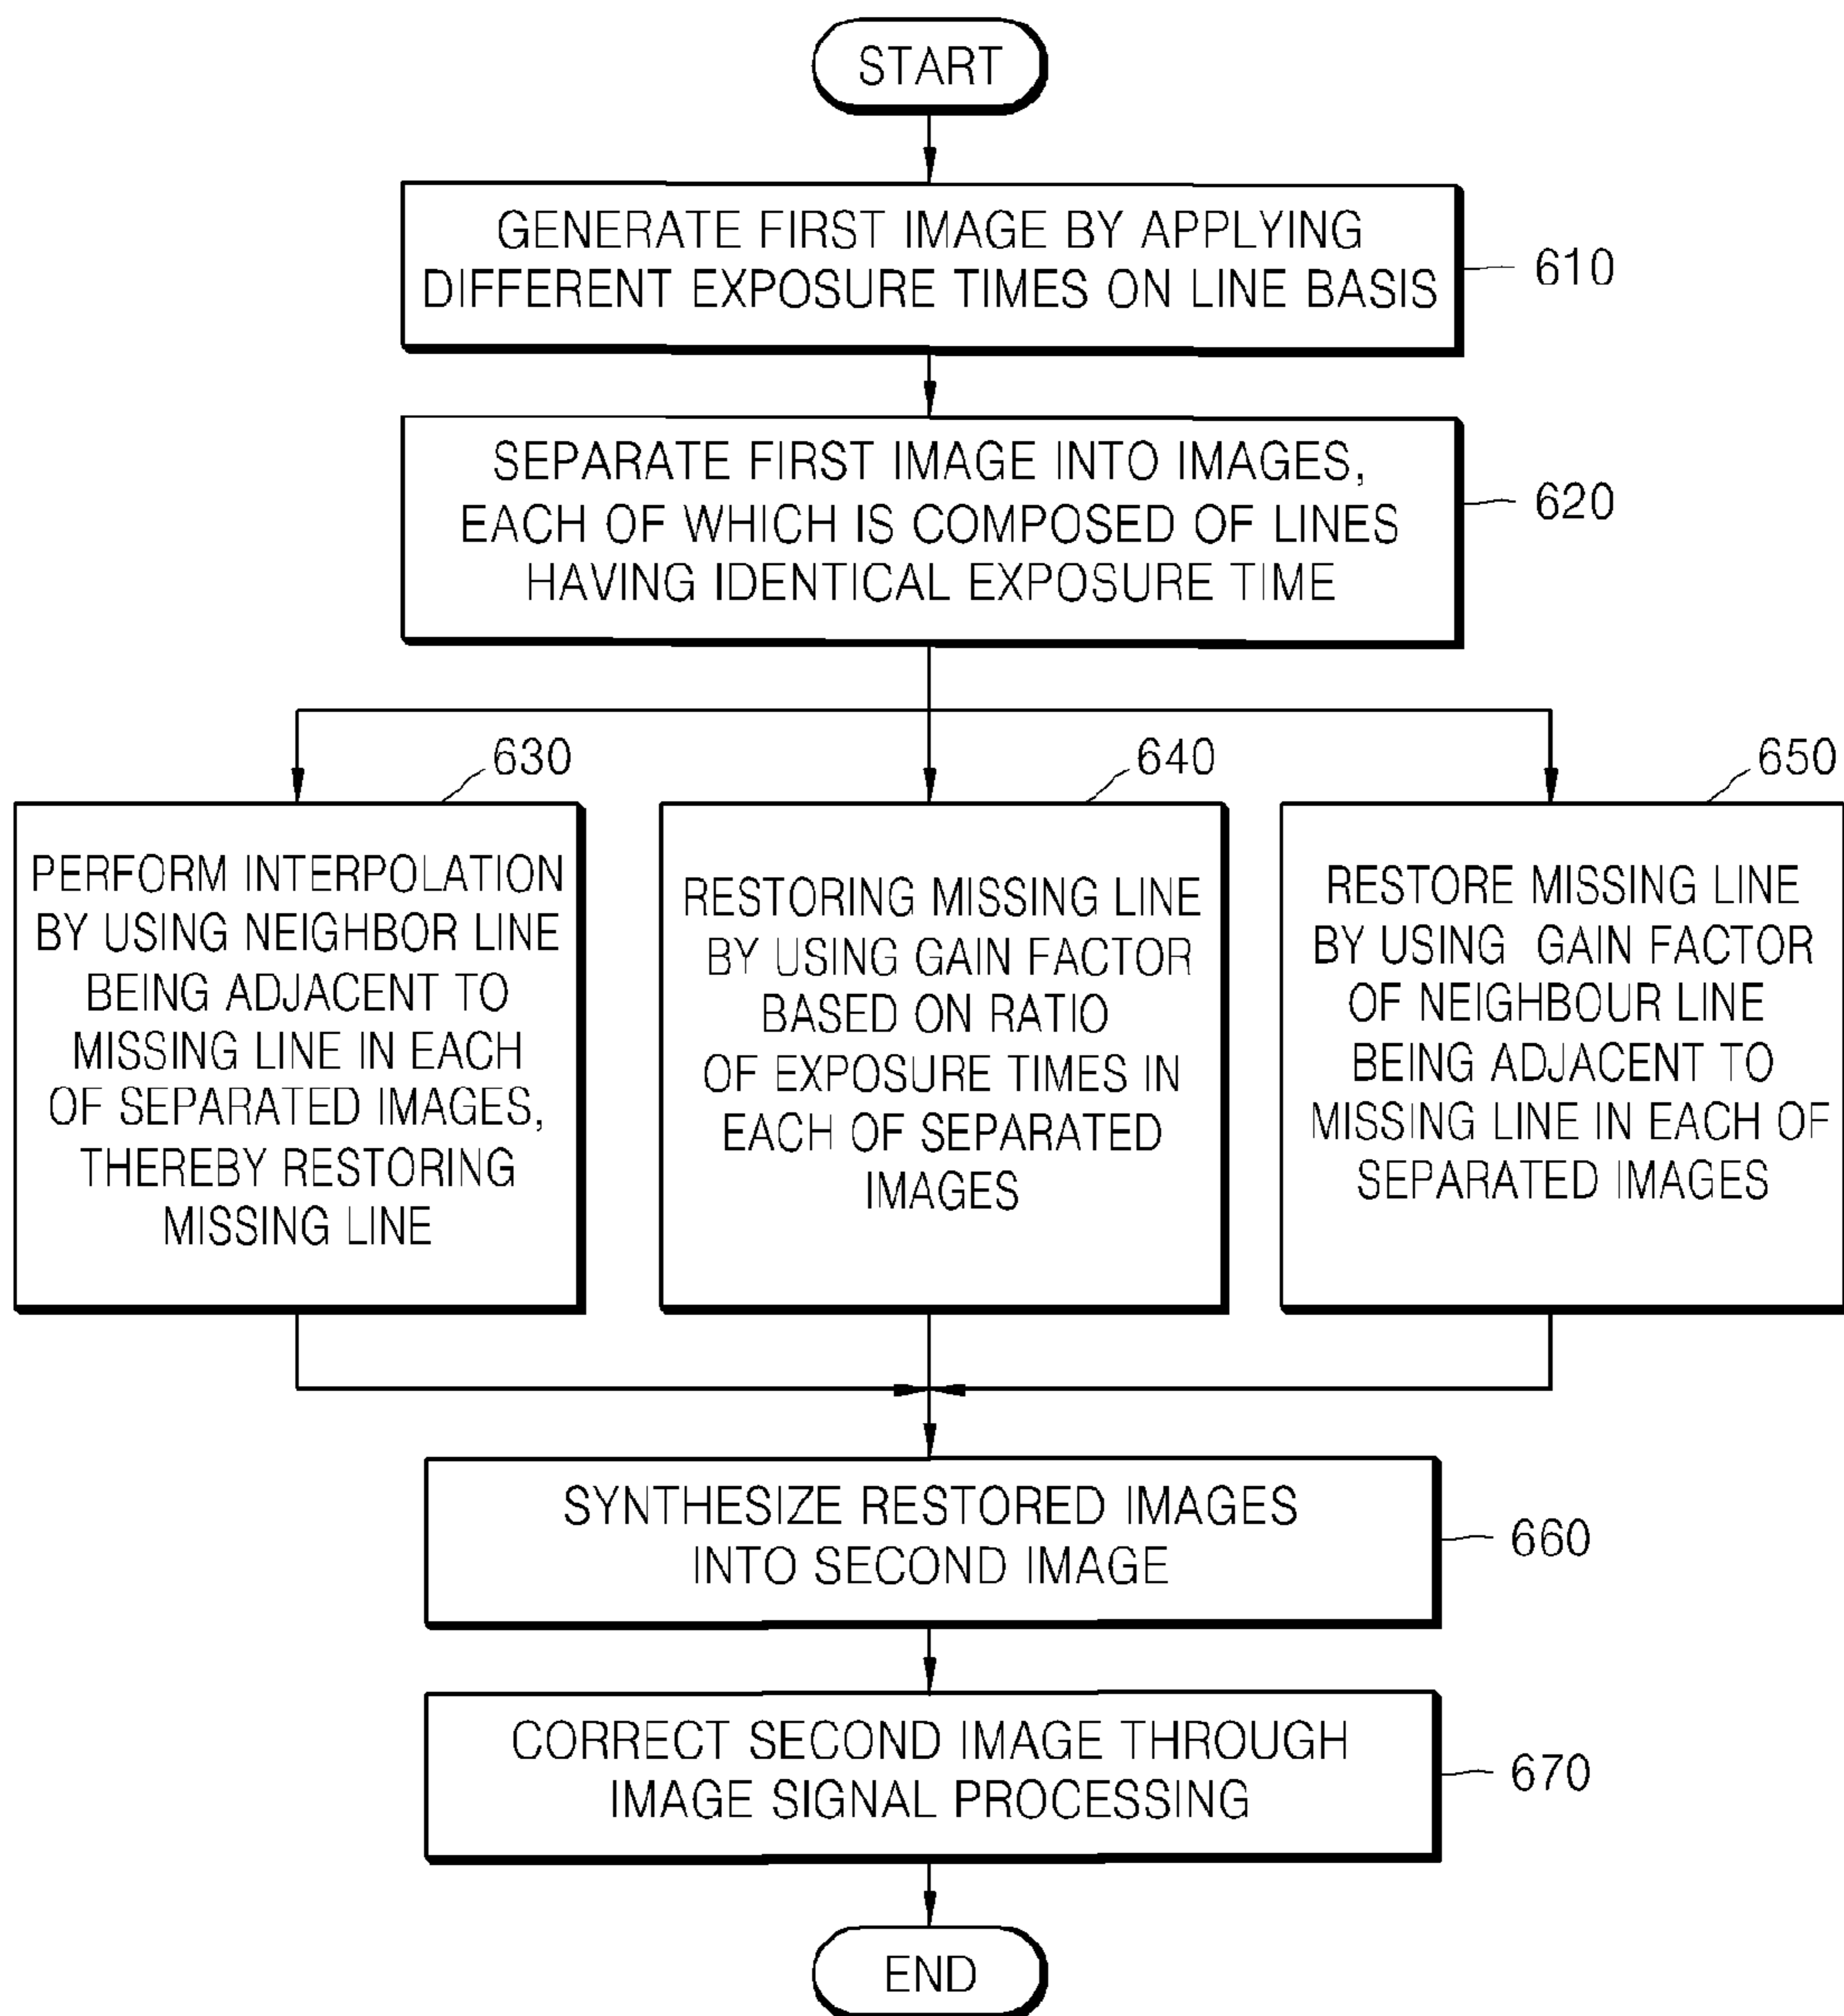 START
GENERATE FIRST IMAGE BY APPLYING
DIFFERENT EXPOSURE TIMES ON LINE BASIS
610
SEPARATE FIRST IMAGE INTO IMAGES,
EACH OF WHICH IS COMPOSED OF LINES
HAVING IDENTICAL EXPOSURE TIME
620
630
PERFORM INTERPOLATION
BY USING NEIGHBOR LINE
BEING ADJACENT TO
MISSING LINE IN EACH
OF SEPARATED IMAGES,
THEREBY RESTORING
MISSING LINE
640
RESTORING MISSING LINE
BY USING GAIN FACTOR
BASED ON RATIO
OF EXPOSURE TIMES IN
EACH OF SEPARATED
IMAGES
650
RESTORE MISSING LINE
BY USING GAIN FACTOR
OF NEIGHBOUR LINE
BEING ADJACENT TO
MISSING LINE IN EACH OF
SEPARATED IMAGES
SYNTHESIZE RESTORED IMAGES
INTO SECOND IMAGE
660
CORRECT SECOND IMAGE THROUGH
IMAGE SIGNAL PROCESSING
670
END